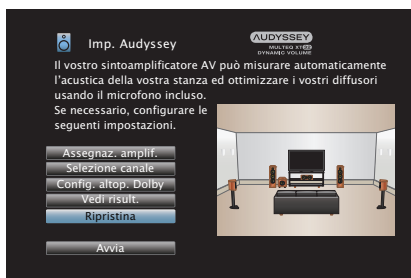 Imp. Audyssey
AUDYSSEY
MULTEQ XT32
DYNAMIC VOLUME
Il vostro sintoamplificatore AV può misurare automaticamente
l'acustica della vostra stanza ed ottimizzare i vostri diffusori
usando il microfono incluso.
Se necessario, configurare le
seguenti impostazioni.
Assegnaz. amplif.
Selezione canale
Config. altop. Dolby
Vedi risult.
Ripristina
Avvia